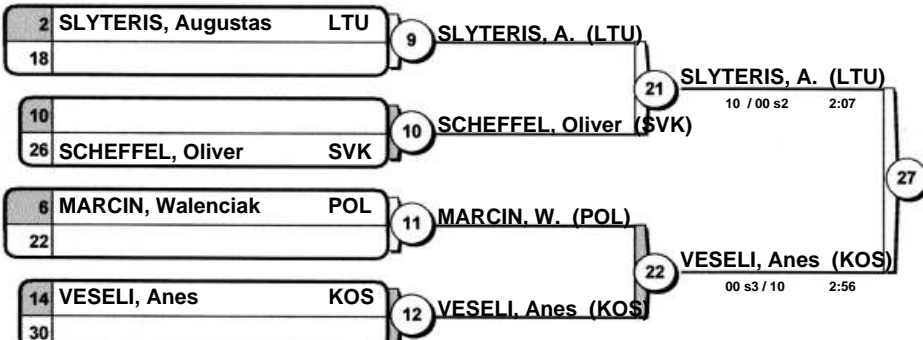 2 SLYTERIS, Augustas LTU
18
9
SLYTERIS, A. (LTU)
10
26 SCHEFFEL, Oliver SVK
10
SCHEFFEL, Oliver (SVK)
21
SLYTERIS, A. (LTU)
10 / 00 s2 2:07
6 MARCIN, Walenciak POL
22
11
MARCIN, W. (POL)
14 VESELI, Anes KOS
30
12
VESELI, Anes (KOS)
22
VESELI, Anes (KOS)
00 s3 / 10 2:56
27